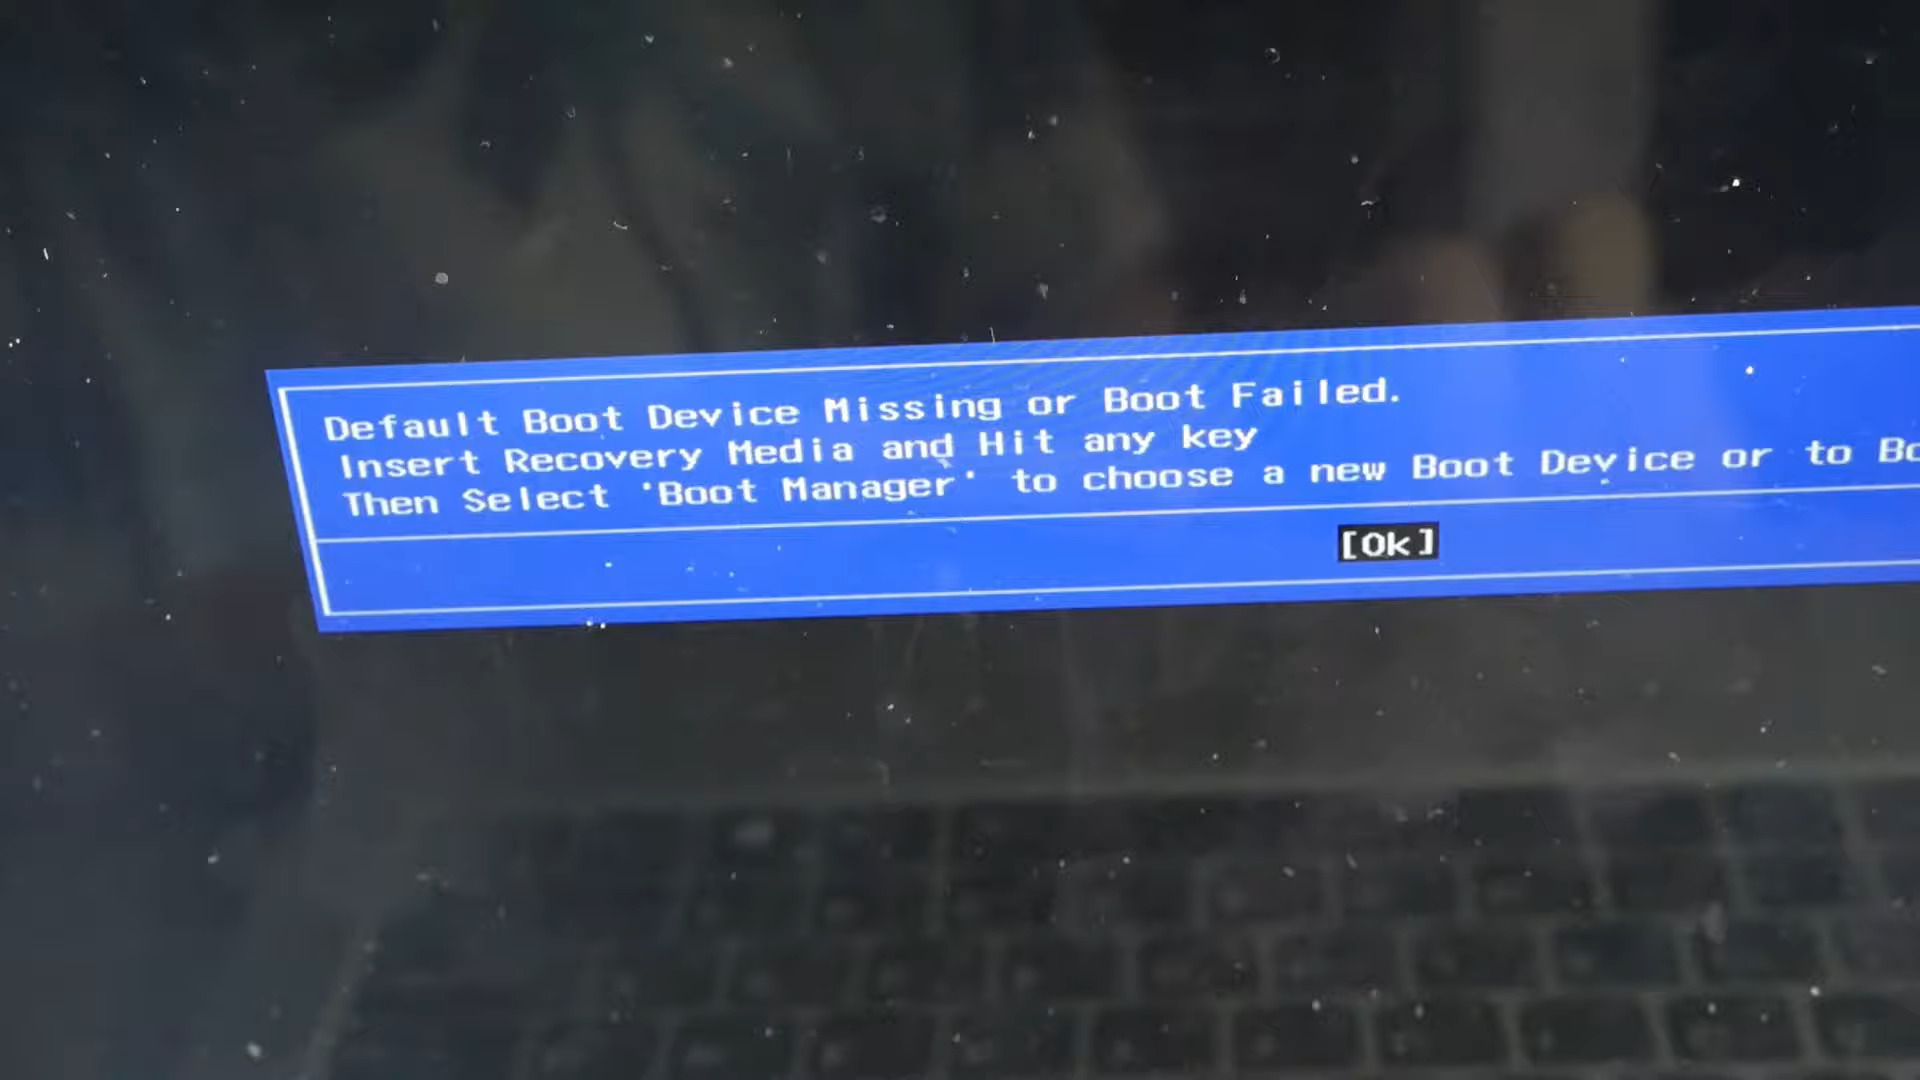 Default Boot Device Missing or Boot Failed.
Insert Recovery Media and Hit any key
Then Select 'Boot Manager' to choose a new Boot Device or to Bo
[Ok]